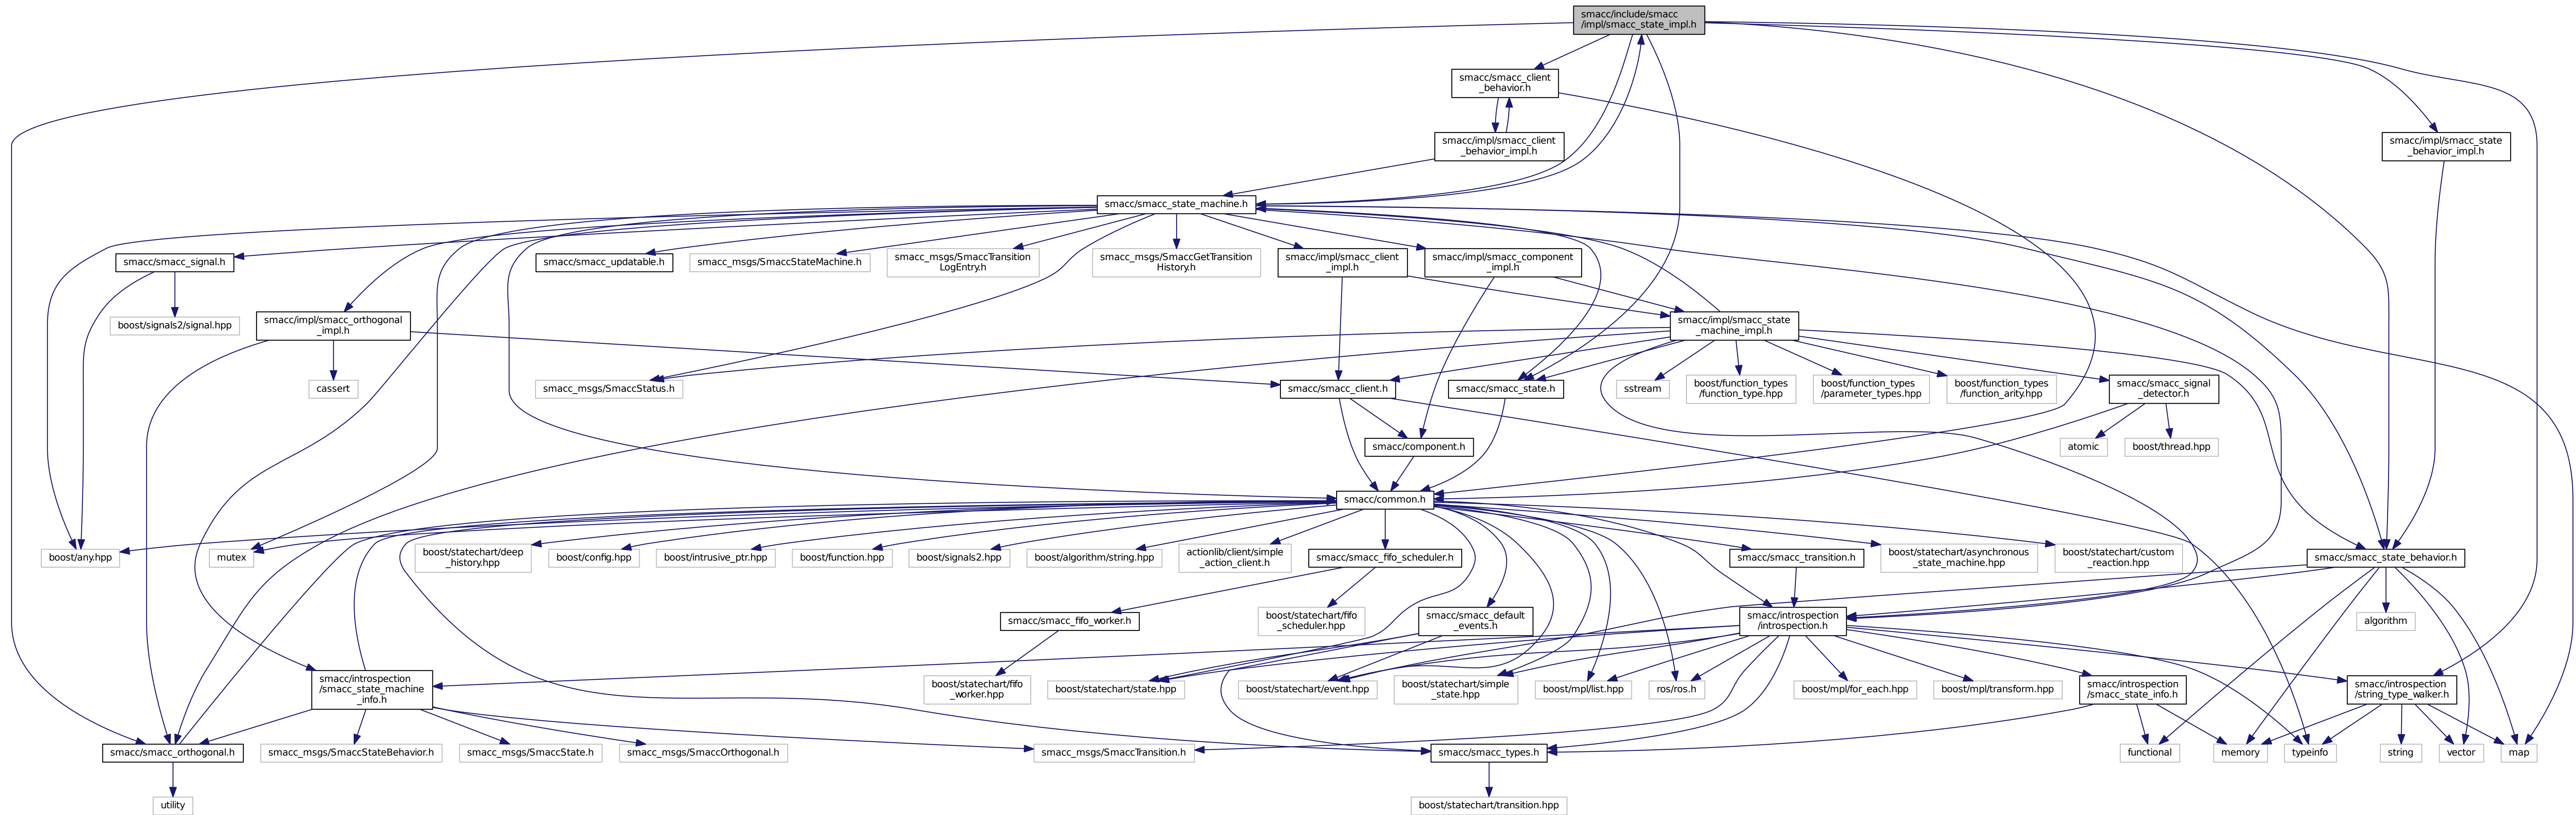 smacc/include/smacc
/impl/smacc_state_impl.h
smacc/smacc_client
_behavior.h
smacc/impl/smacc_client
_behavior_impl.h
smacc/impl/smacc_state
_behavior_impl.h
smacc/smacc_state_machine.h
smacc/smacc_signal.h
smacc/smacc_updatable.h
smacc_msgs/SmaccStateMachine.h
smacc_msgs/SmaccTransition
LogEntry.h
smacc_msgs/SmaccGetTransition
History.h
smacc/impl/smacc_client
_impl.h
smacc/impl/smacc_component
_impl.h
boost/signals2/signal.hpp
smacc/impl/smacc_orthogonal
_impl.h
smacc/impl/smacc_state
_machine_impl.h
cassert
smacc_msgs/SmaccStatus.h
smacc/smacc_client.h
smacc/smacc_state.h
sstream
boost/function_types
/function_type.hpp
boost/function_types
/parameter_types.hpp
boost/function_types
/function_arity.hpp
smacc/smacc_signal
_detector.h
smacc/component.h
atomic
boost/thread.hpp
smacc/common.h
boost/any.hpp
mutex
boost/statechart/deep
_history.hpp
boost/config.hpp
boost/intrusive_ptr.hpp
boost/function.hpp
boost/signals2.hpp
boost/algorithm/string.hpp
actionlib/client/simple
_action_client.h
smacc/smacc_fifo_scheduler.h
smacc/smacc_transition.h
boost/statechart/asynchronous
_state_machine.hpp
boost/statechart/custom
_reaction.hpp
smacc/smacc_state_behavior.h
smacc/smacc_fifo_worker.h
boost/statechart/fifo
_scheduler.hpp
smacc/smacc_default
_events.h
smacc/introspection
/introspection.h
algorithm
smacc/introspection
/smacc_state_machine
_info.h
boost/statechart/fifo
_worker.hpp
boost/statechart/state.hpp
boost/statechart/event.hpp
boost/statechart/simple
_state.hpp
boost/mpl/list.hpp
ros/ros.h
boost/mpl/for_each.hpp
boost/mpl/transform.hpp
smacc/introspection
/smacc_state_info.h
smacc/introspection
/string_type_walker.h
smacc/smacc_orthogonal.h
smacc_msgs/SmaccStateBehavior.h
smacc_msgs/SmaccState.h
smacc_msgs/SmaccOrthogonal.h
smacc_msgs/SmaccTransition.h
smacc/smacc_types.h
functional
memory
typeinfo
string
vector
map
utility
boost/statechart/transition.hpp